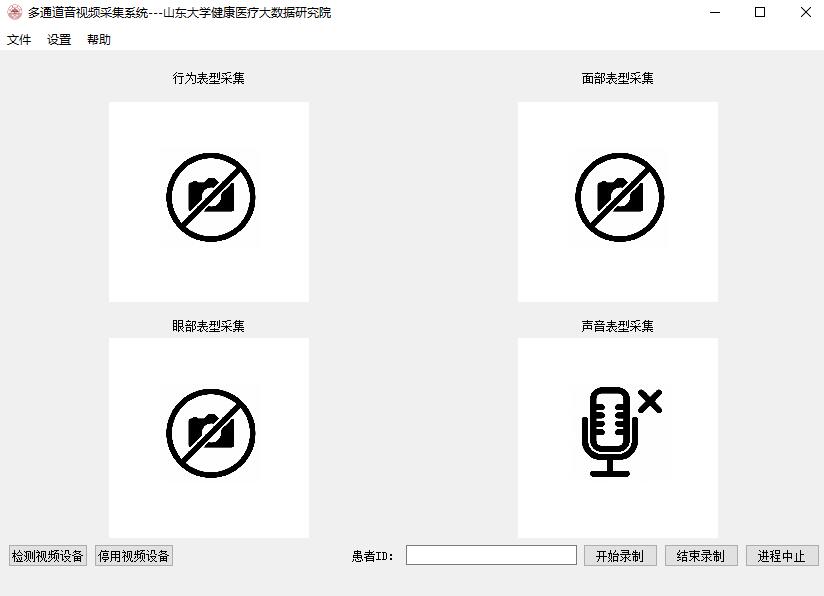 多通道音视频采集系统---山东大学健康医疗大数据研究院
文件 设置 帮助
行为表型采集 面部表型采集
眼部表型采集 声音表型采集
检测视频设备 停用视频设备 患者ID: 开始录制 结束录制 进程中止